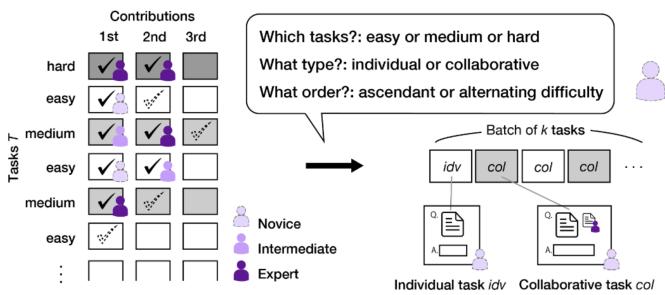 Contributions
1st 2nd 3rd
Tasks T
hard
easy
medium
easy
medium
easy
Novice
Intermediate
Expert
Which tasks?: easy or medium or hard
What type?: individual or collaborative
What order?: ascendant or alternating difficulty
Batch of k tasks
idv col col col ...
Q.
A.
Q.
A.
Individual task idv Collaborative task col